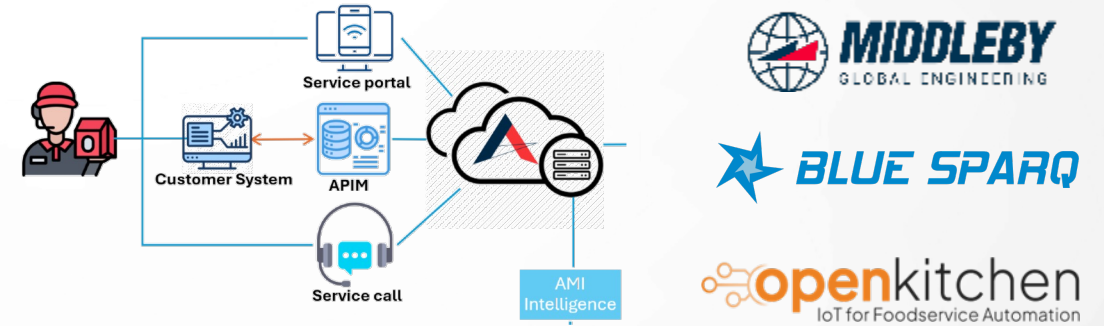 Service portal
Customer System
APIM
Service call
AMI
Intelligence
MIDDLEBY
GLOBAL ENGINEERING
BLUE SPARQ
openkitchen
IoT for Foodservice Automation